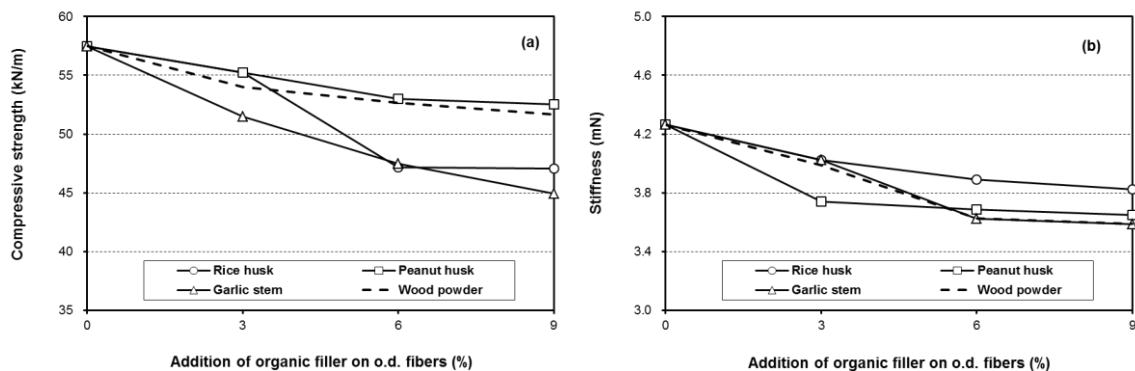 60
55
50
45
40
35
Compressive strength (kN/m)
(a)
Rice husk
Peanut husk
Garlic stem
Wood powder
0
3
6
9
Addition of organic filler on o.d. fibers (%)
5.0
4.6
4.2
3.8
3.4
3.0
Stiffness (mN)
(b)
Rice husk
Peanut husk
Garlic stem
Wood powder
0
3
6
9
Addition of organic filler on o.d. fibers (%)